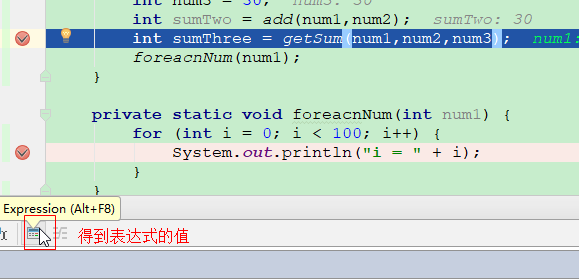 int num3 = 30; num3: 30
int sumTwo = add(num1,num2); sumTwo: 30
int sumThree = getSum(num1,num2,num3); num1:
foreacnNum(num1);
}
private static void foreacnNum(int num1) {
for (int i = 0; i < 100; i++) {
System.out.println("i = " + i);
}
}
Expression (Alt+F8)
得到表达式的值